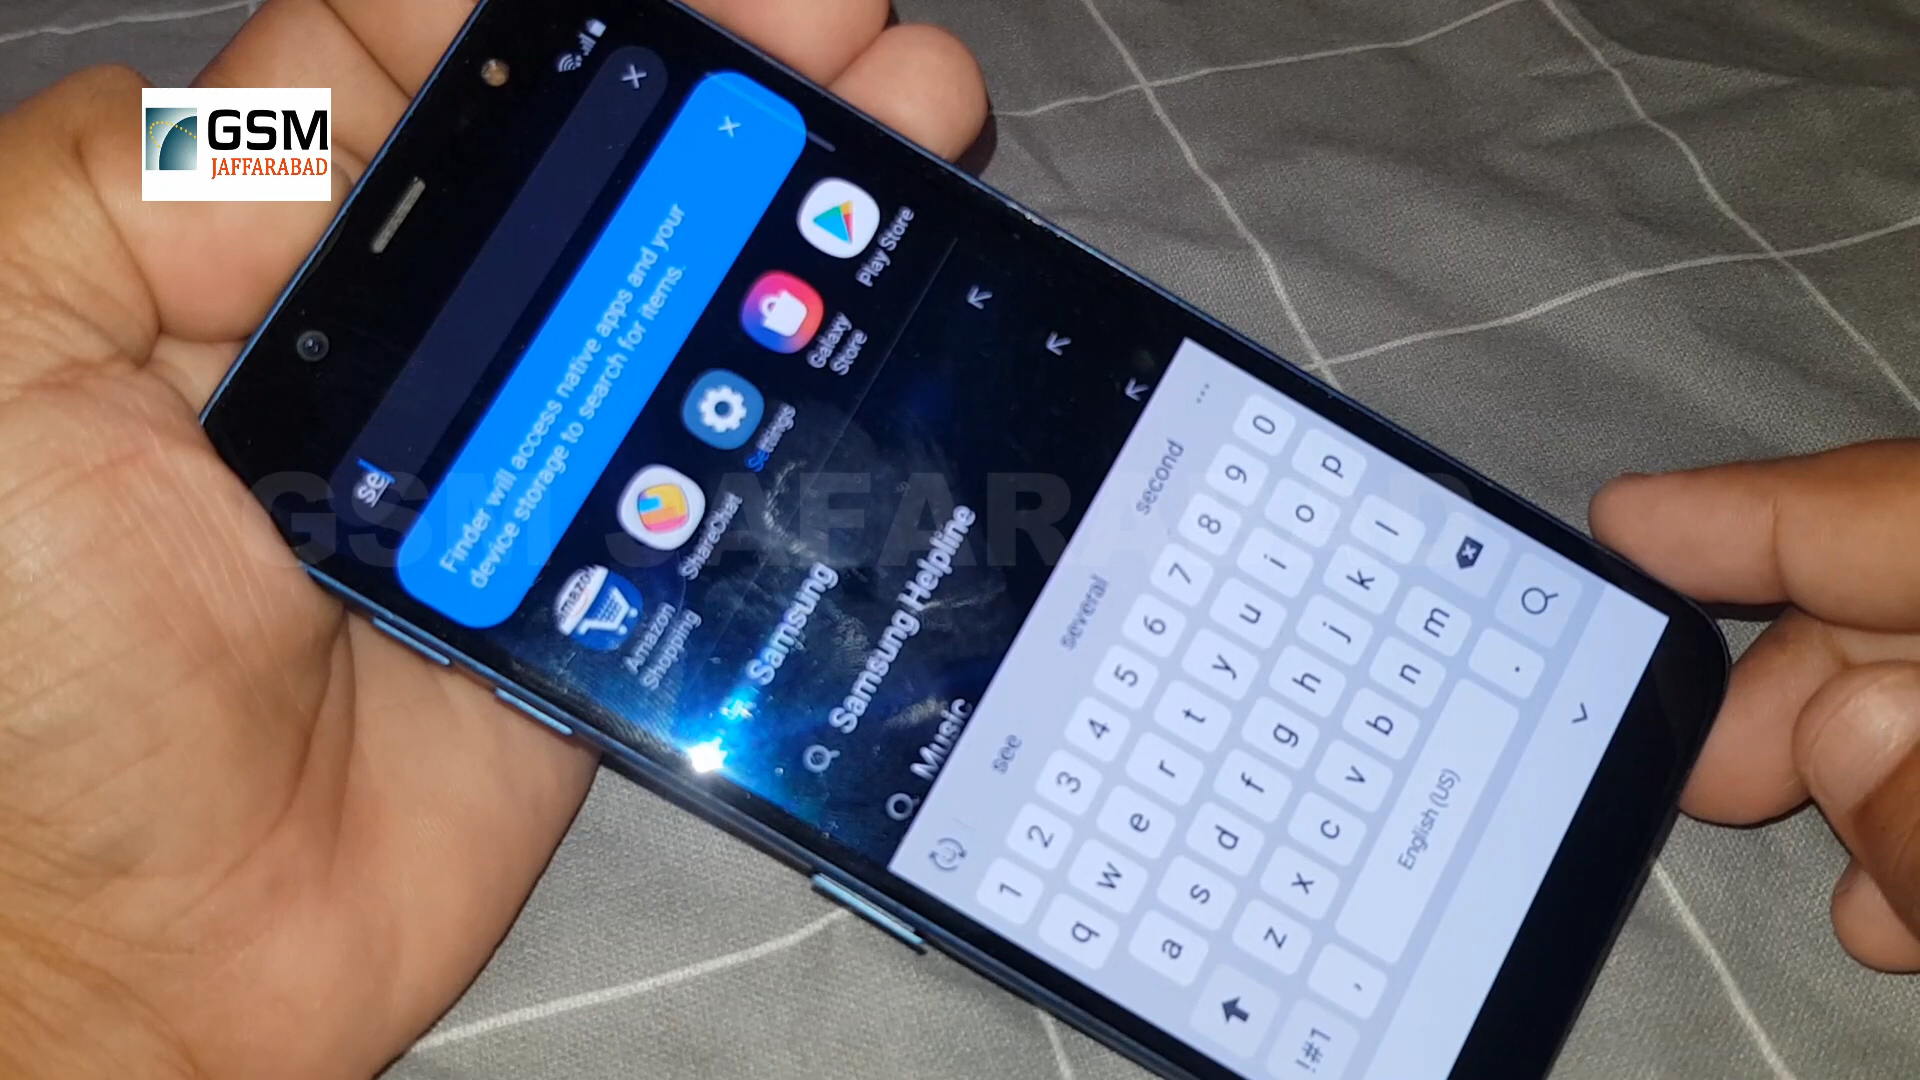 GSM
JAFFARABAD
se
Finder will access native apps and your
device storage to search for items.
amazon
Amazon
Shopping
ShareChat
Settings
Galaxy
Store
Play Store
Samsung
Samsung Helpline
Music
see
several
second
1 2 3 4 5 6 7 8 9 0
q w e r t y u i o p
a s d f g h j k l
z x c v b n m
!#1
,
English (US)
.
GSM JAFARABAD